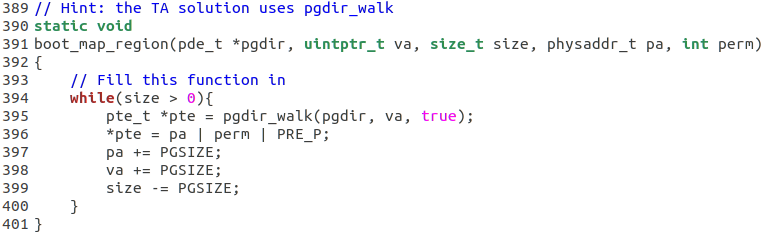 389 // Hint: the TA solution uses pgdir_walk
390 static void
391 boot_map_region(pde_t *pgdir, uintptr_t va, size_t size, physaddr_t pa, int perm)
392 {
393     // Fill this function in
394     while(size > 0){
395         pte_t *pte = pgdir_walk(pgdir, va, true);
396         *pte = pa | perm | PRE_P;
397         pa += PGSIZE;
398         va += PGSIZE;
399         size -= PGSIZE;
400     }
401 }